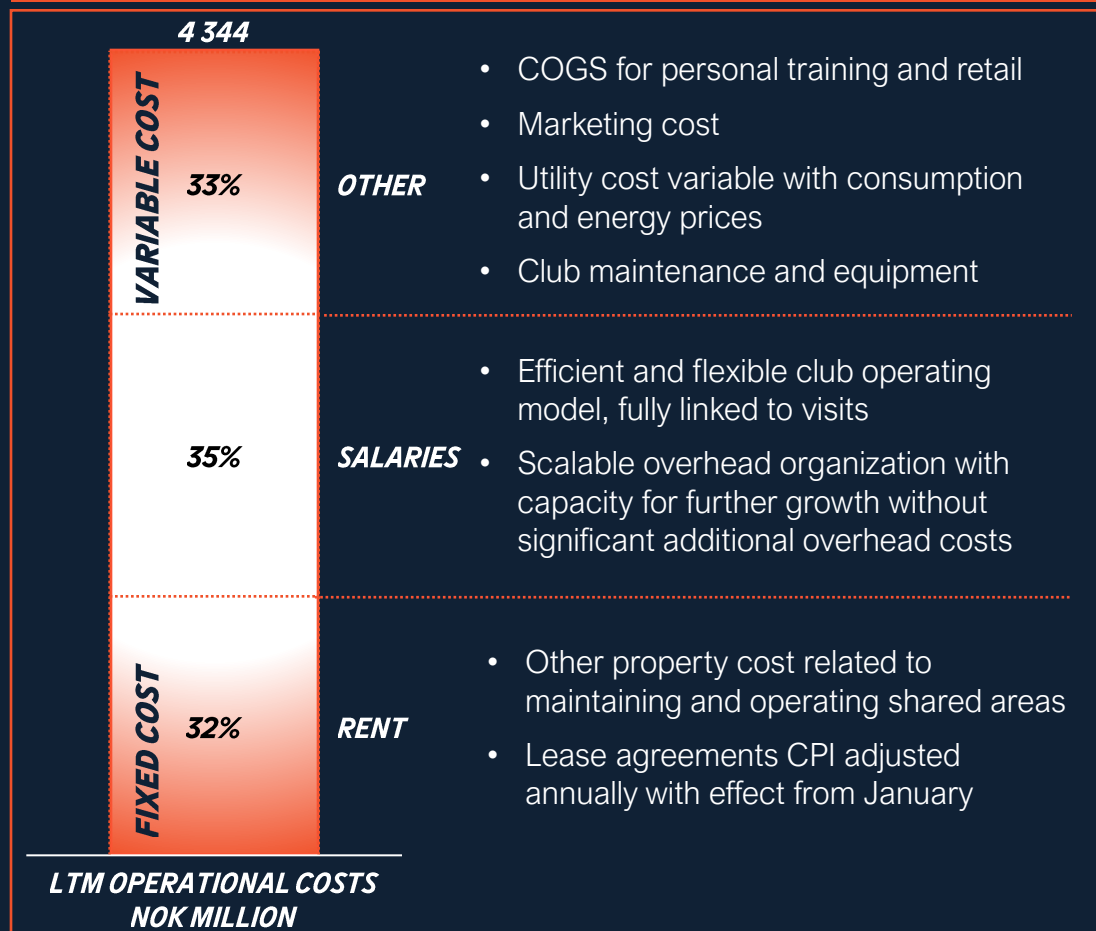 4 344
VARIABLE COST
33%
OTHER
• COGS for personal training and retail
• Marketing cost
• Utility cost variable with consumption
and energy prices
• Club maintenance and equipment
35%
SALARIES
• Efficient and flexible club operating
model, fully linked to visits
• Scalable overhead organization with
capacity for further growth without
significant additional overhead costs
FIXED COST
32%
RENT
• Other property cost related to
maintaining and operating shared areas
• Lease agreements CPI adjusted
annually with effect from January
LTM OPERATIONAL COSTS
NOK MILLION